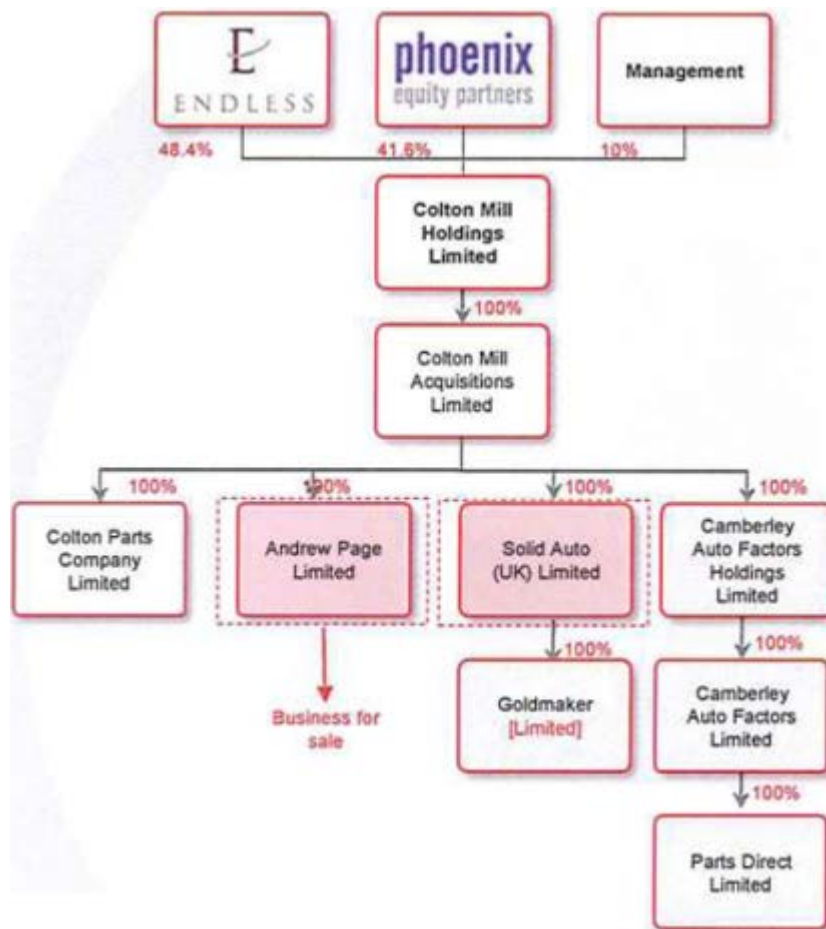 ENDLESS
phoenix
equity partners
Management
48.4%
41.6%
10%
Colton Mill
Holdings
Limited
100%
Colton Mill
Acquisitions
Limited
100%
100%
100%
100%
Colton Parts
Company
Limited
Andrew Page
Limited
Solid Auto
(UK) Limited
Camberley
Auto Factors
Holdings
Limited
Business for
sale
100%
100%
Goldmaker
[Limited]
Camberley
Auto Factors
Limited
100%
Parts Direct
Limited